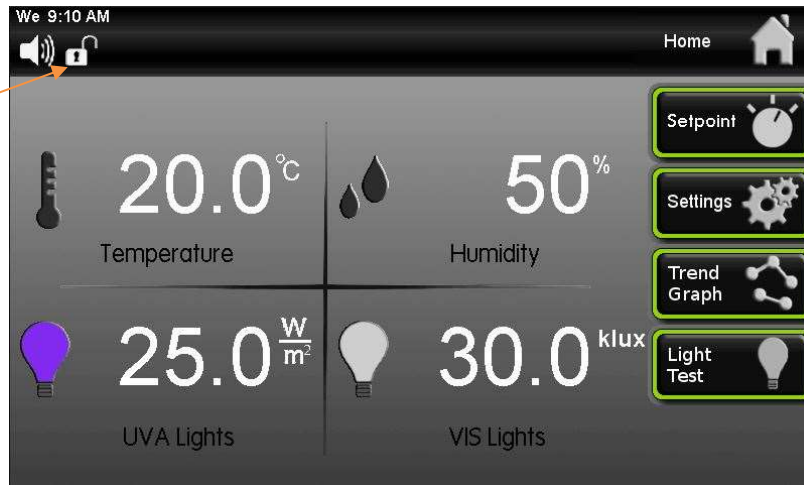 We 9:10 AM
Home
Setpoint
Settings
Trend
Graph
Light
Test
20.0°C
Temperature
50%
Humidity
25.0 W/m²
UVA Lights
30.0 klux
VIS Lights